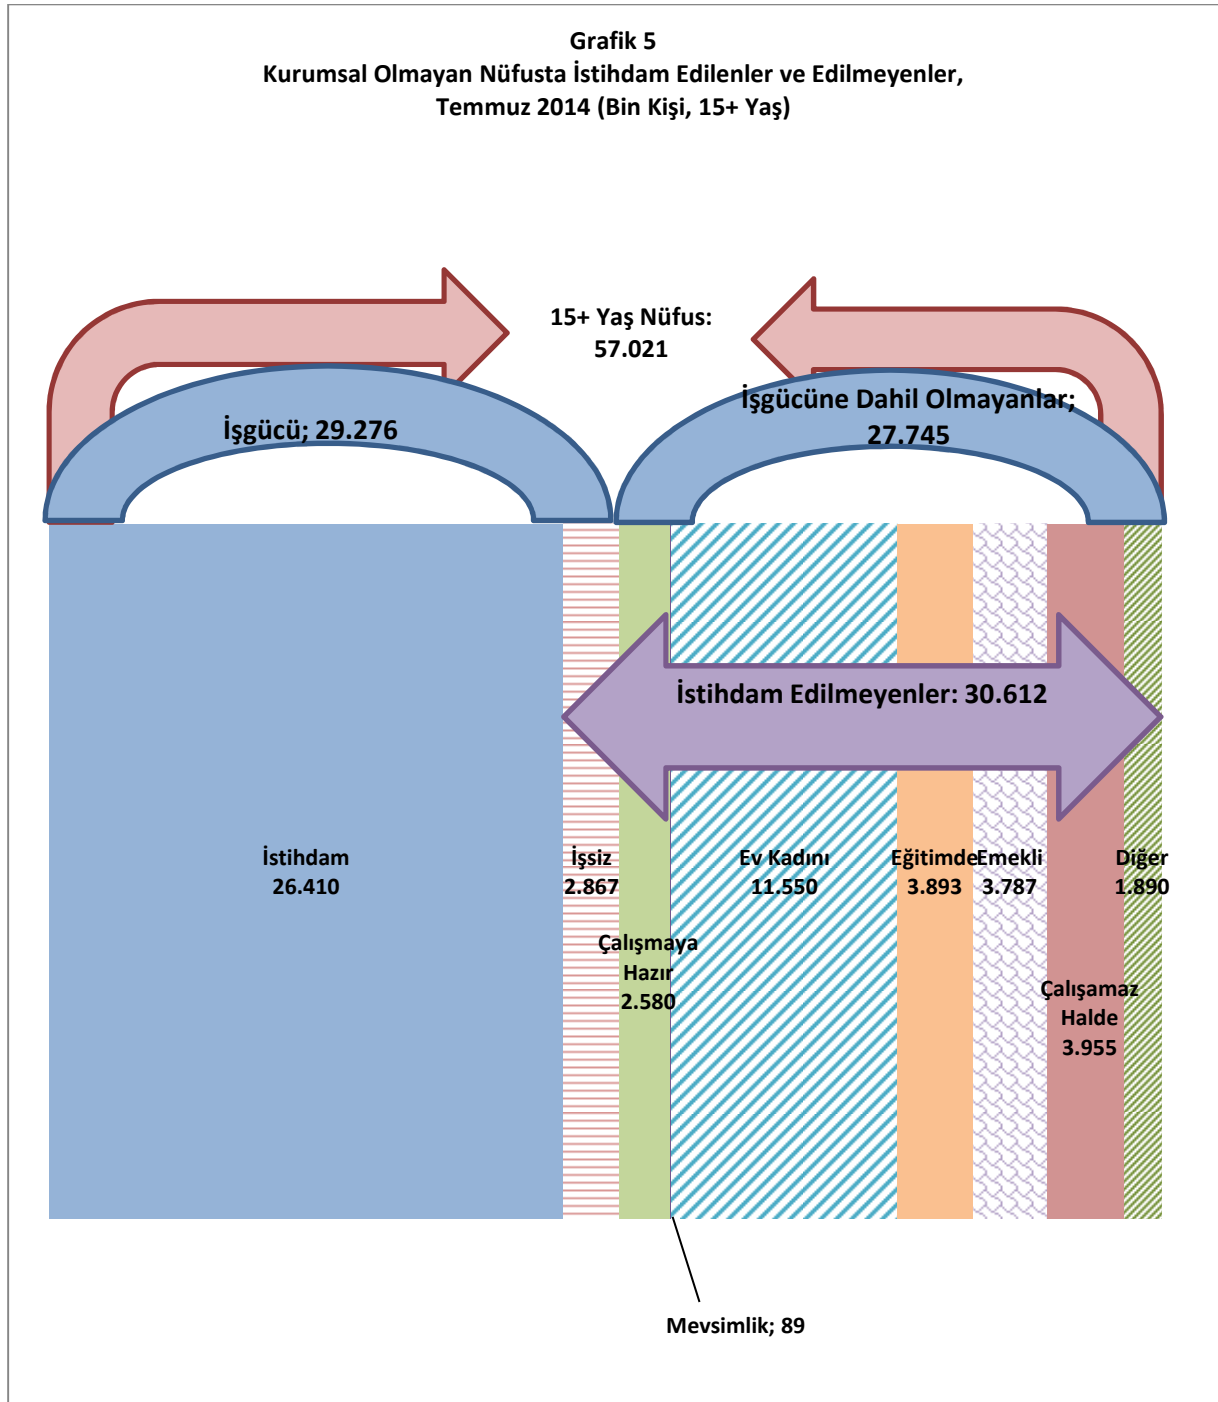 Grafik 5
Kurumsal Olmayan Nüfusta İstihdam Edilenler ve Edilmeyenler,
Temmuz 2014 (Bin Kişi, 15+ Yaş)
15+ Yaş Nüfus:
57.021
İşgücü; 29.276
İşgücüne Dahil Olmayanlar;
27.745
İstihdam Edilmeyenler: 30.612
İstihdam
26.410
İşsiz
2.867
Çalışmaya
Hazır
2.580
Ev Kadını
11.550
Eğitimde
3.893
Emekli
3.787
Çalışamaz
Halde
3.955
Diğer
1.890
Mevsimlik; 89